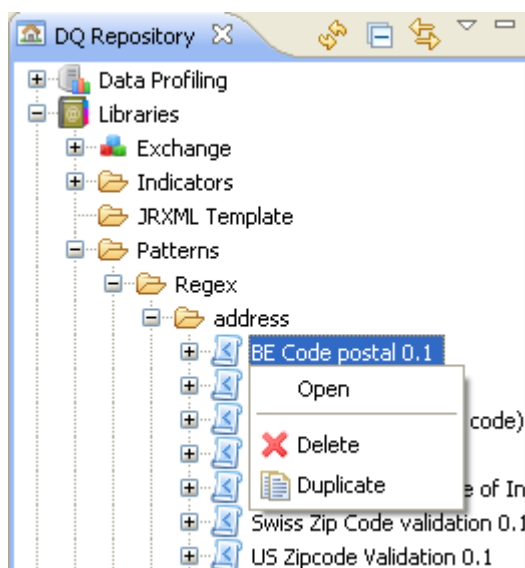 DQ Repository
Data Profiling
Libraries
Exchange
Indicators
JRXML Template
Patterns
Regex
address
BE Code postal 0.1
Open
code)
Delete
Duplicate
e of In
Swiss Zip Code validation 0.1
US Zipcode Validation 0.1